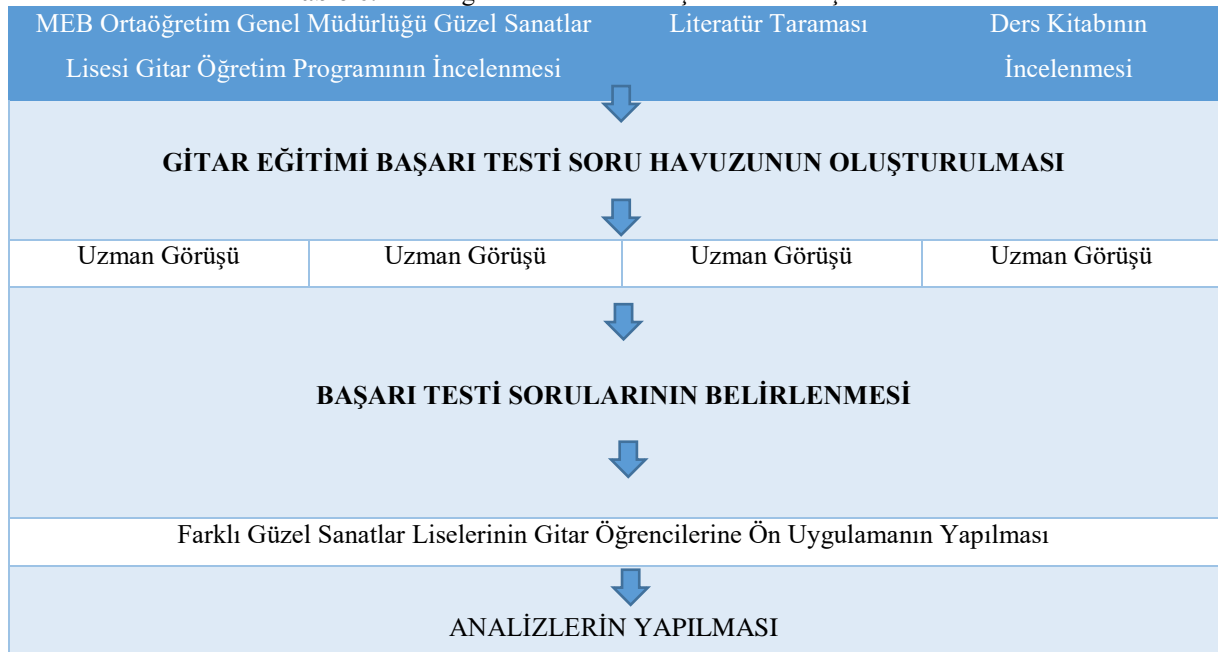 MEB Ortaöğretim Genel Müdürlüğü Güzel Sanatlar
Lisesi Gitar Öğretim Programının İncelenmesi
Literatür Taraması
Ders Kitabının
İncelenmesi
GİTAR EĞİTİMİ BAŞARI TESTİ SORU HAVUZUNUN OLUŞTURULMASI
Uzman Görüşü
Uzman Görüşü
Uzman Görüşü
Uzman Görüşü
BAŞARI TESTİ SORULARININ BELİRLENMESİ
Farklı Güzel Sanatlar Liselerinin Gitar Öğrencilerine Ön Uygulamanın Yapılması
ANALİZLERİN YAPILMASI